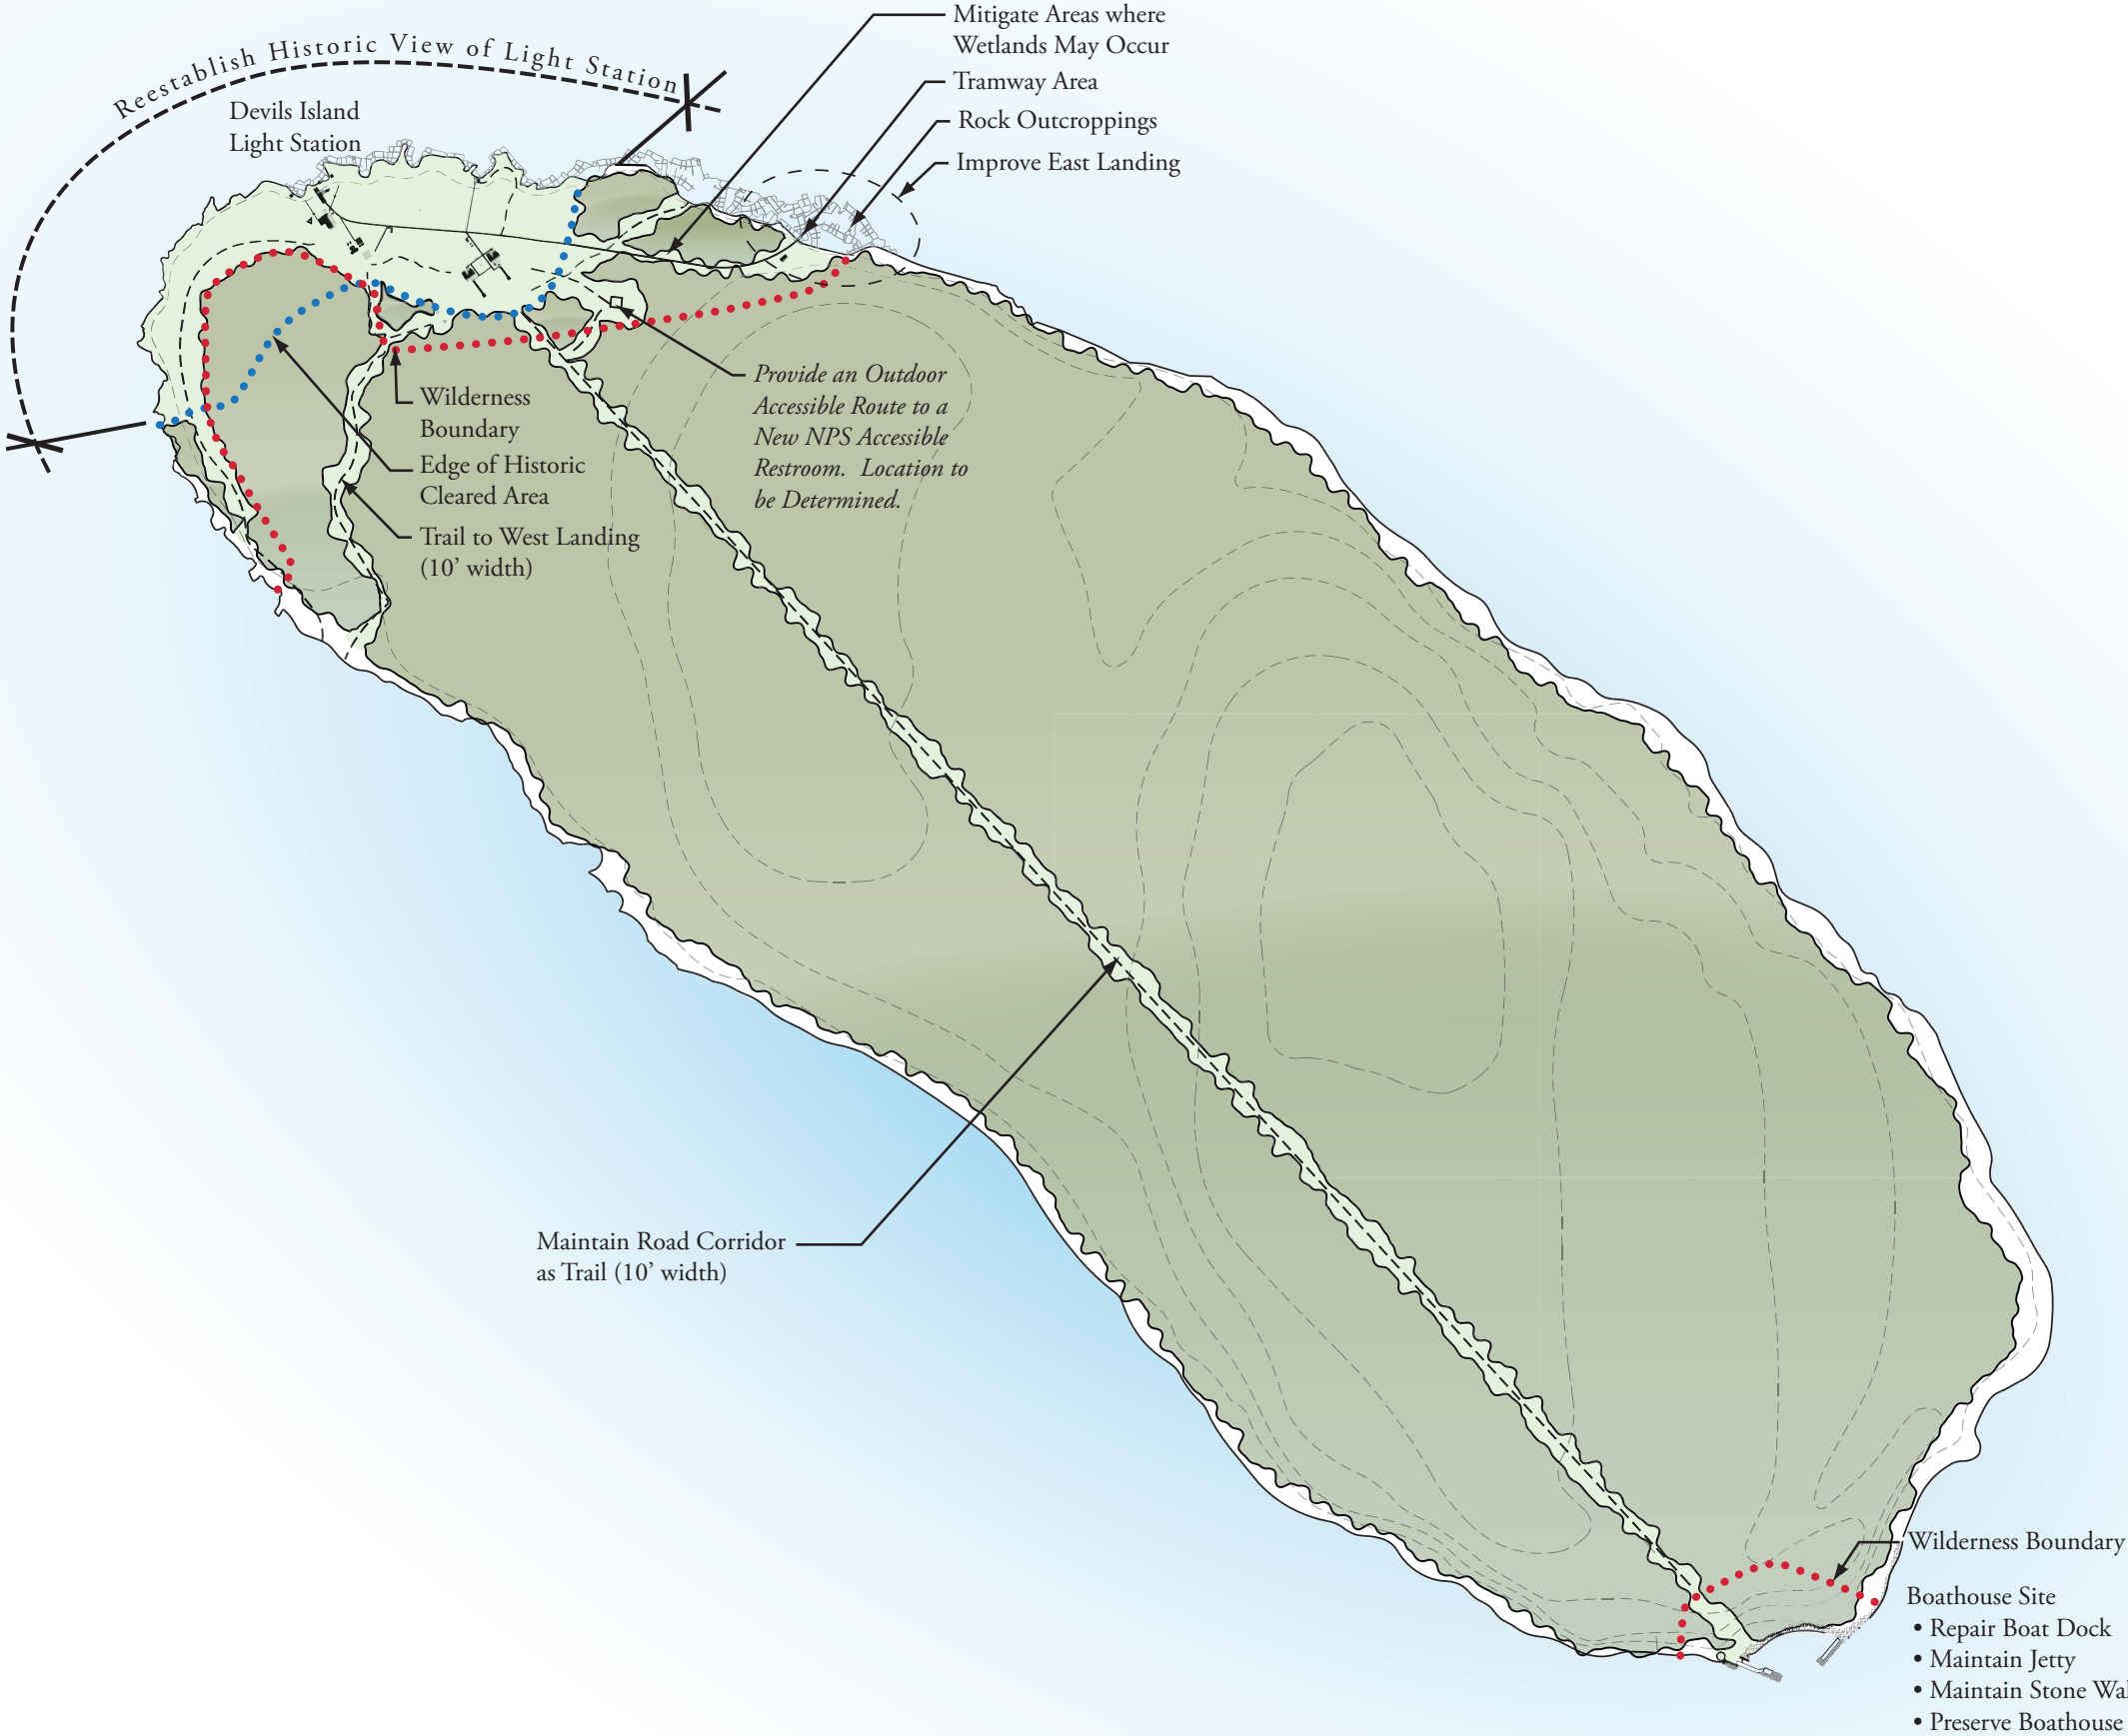 Reestablish Historic View of Light Station
Devils Island
Light Station
Mitigate Areas where
Wetlands May Occur
Tramway Area
Rock Outcroppings
Improve East Landing
Provide an Outdoor
Accessible Route to a
New NPS Accessible
Restroom. Location to
be Determined.
Wilderness
Boundary
Edge of Historic
Cleared Area
Trail to West Landing
(10’ width)
Maintain Road Corridor
as Trail (10’ width)
Wilderness Boundary
Boathouse Site
• Repair Boat Dock
• Maintain Jetty
• Maintain Stone
• Preserve Boathouse